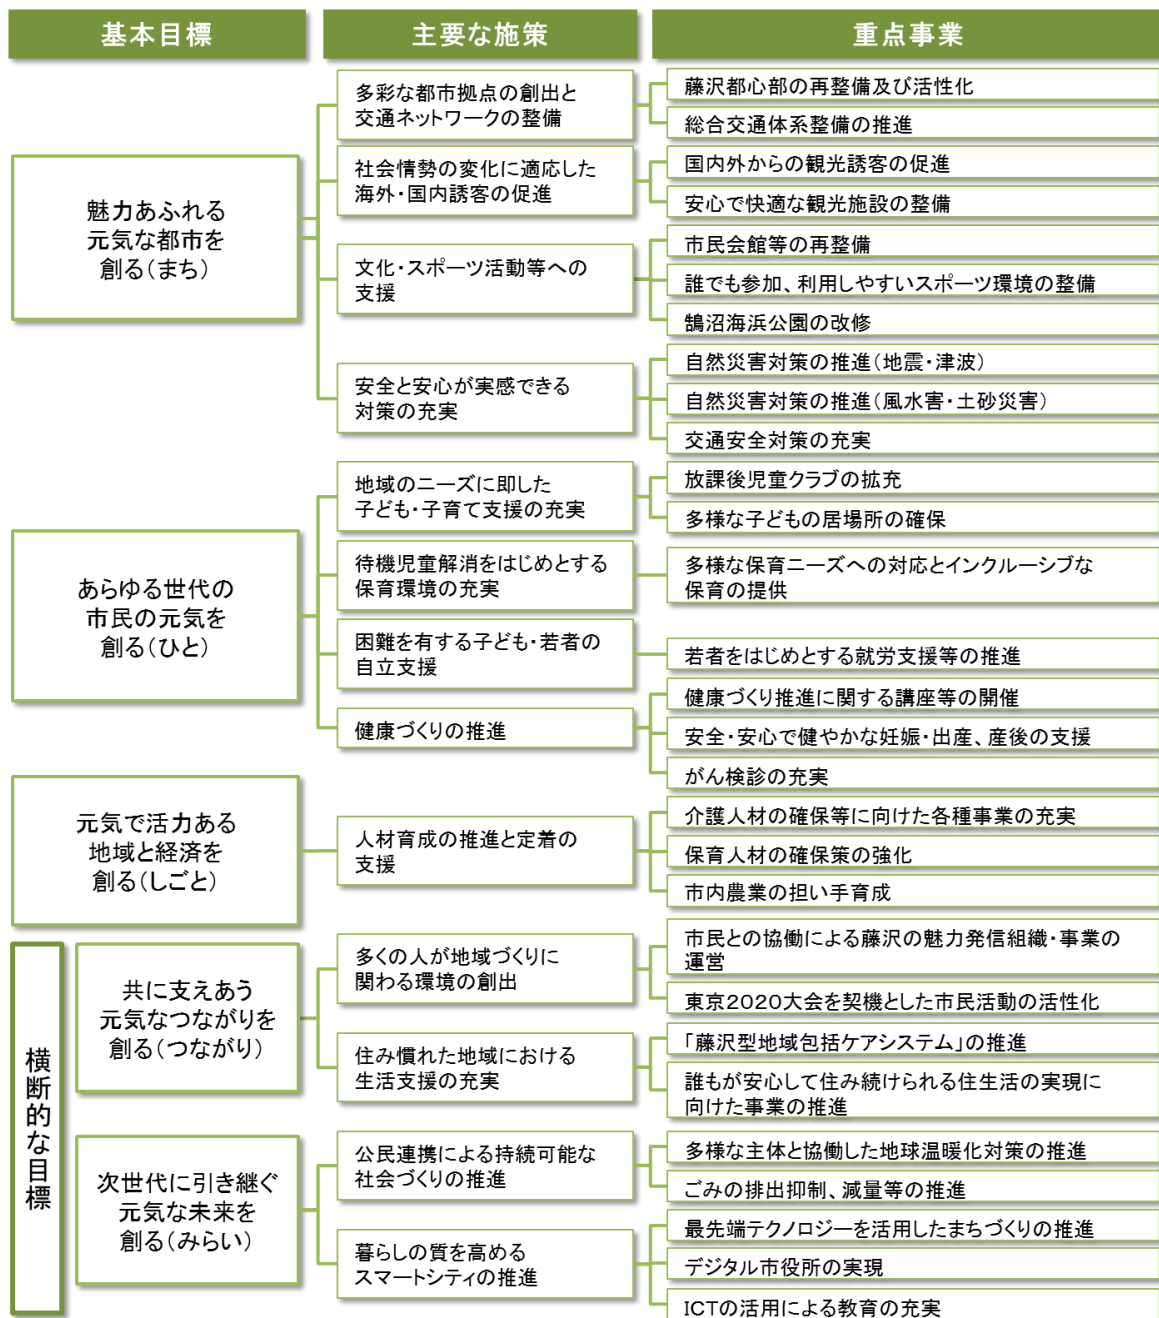 基本目標
主要な施策
重点事業
魅力あふれる
元気な都市を
創る(まち)
多彩な都市拠点の創出と
交通ネットワークの整備
藤沢都心部の再整備及び活性化
総合交通体系整備の推進
社会情勢の変化に適応した
海外・国内誘客の促進
国内外からの観光誘客の促進
安心で快適な観光施設の整備
文化・スポーツ活動等への
支援
市民会館等の再整備
誰でも参加、利用しやすいスポーツ環境の整備
鵠沼海浜公園の改修
安全と安心が実感できる
対策の充実
自然災害対策の推進(地震・津波)
自然災害対策の推進(風水害・土砂災害)
交通安全対策の充実
あらゆる世代の
市民の元気を
創る(ひと)
地域のニーズに即した
子ども・子育て支援の充実
放課後児童クラブの拡充
多様な子どもの居場所の確保
待機児童解消をはじめとする
保育環境の充実
多様な保育ニーズへの対応とインクルーシブな
保育の提供
困難を有する子ども・若者の
自立支援
若者をはじめとする就労支援等の推進
健康づくりの推進
健康づくり推進に関する講座等の開催
安全・安心で健やかな妊娠・出産、産後の支援
がん検診の充実
元気で活力ある
地域と経済を
創る(しごと)
人材育成の推進と定着の
支援
介護人材の確保等に向けた各種事業の充実
保育人材の確保策の強化
市内農業の担い手育成
横断的な目標
共に支えあう
元気なつながりを
創る(つながり)
多くの人が地域づくりに
関わる環境の創出
市民との協働による藤沢の魅力発信組織・事業の
運営
東京2020大会を契機とした市民活動の活性化
住み慣れた地域における
生活支援の充実
「藤沢型地域包括ケアシステム」の推進
誰もが安心して住み続けられる住生活の実現に
向けた事業の推進
次世代に引き継ぐ
元気な未来を
創る(みらい)
公民連携による持続可能な
社会づくりの推進
多様な主体と協働した地球温暖化対策の推進
ごみの排出抑制、減量等の推進
暮らしの質を高める
スマートシティの推進
最先端テクノロジーを活用したまちづくりの推進
デジタル市役所の実現
ICTの活用による教育の充実